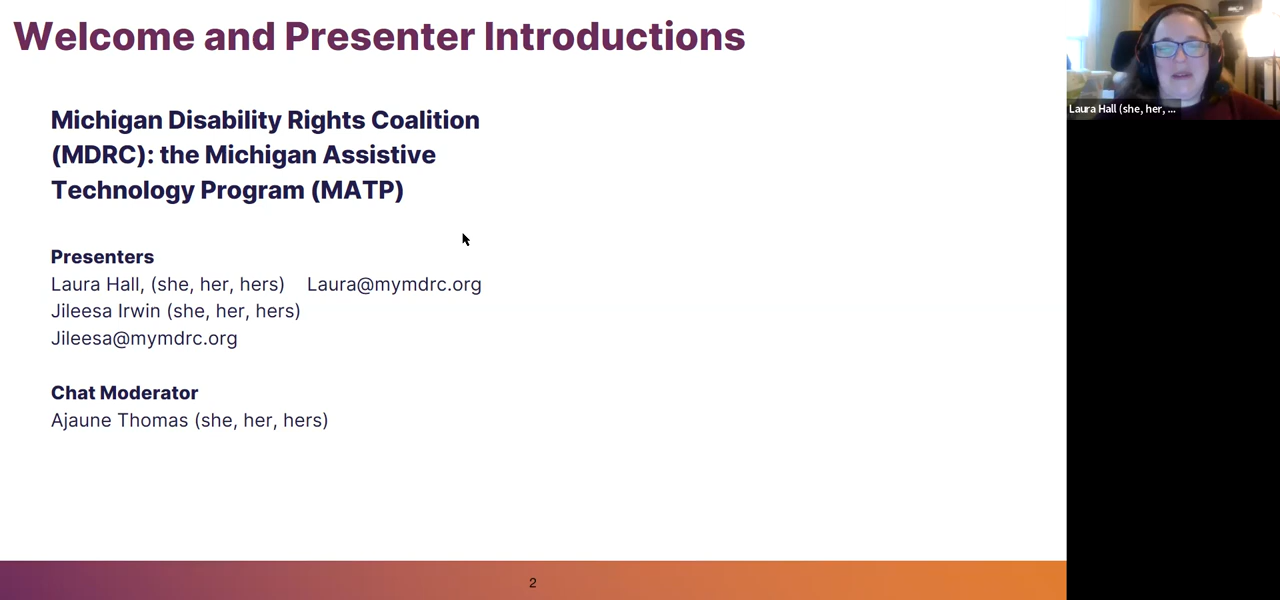 Welcome and Presenter Introductions
Michigan Disability Rights Coalition
(MDRC): the Michigan Assistive
Technology Program (MATP)
Presenters
Laura Hall, (she, her, hers) Laura@mymdrc.org
Jileesa Irwin (she, her, hers)
Jileesa@mymdrc.org
Chat Moderator
Ajaune Thomas (she, her, hers)
2
Laura Hall (she, her, ...